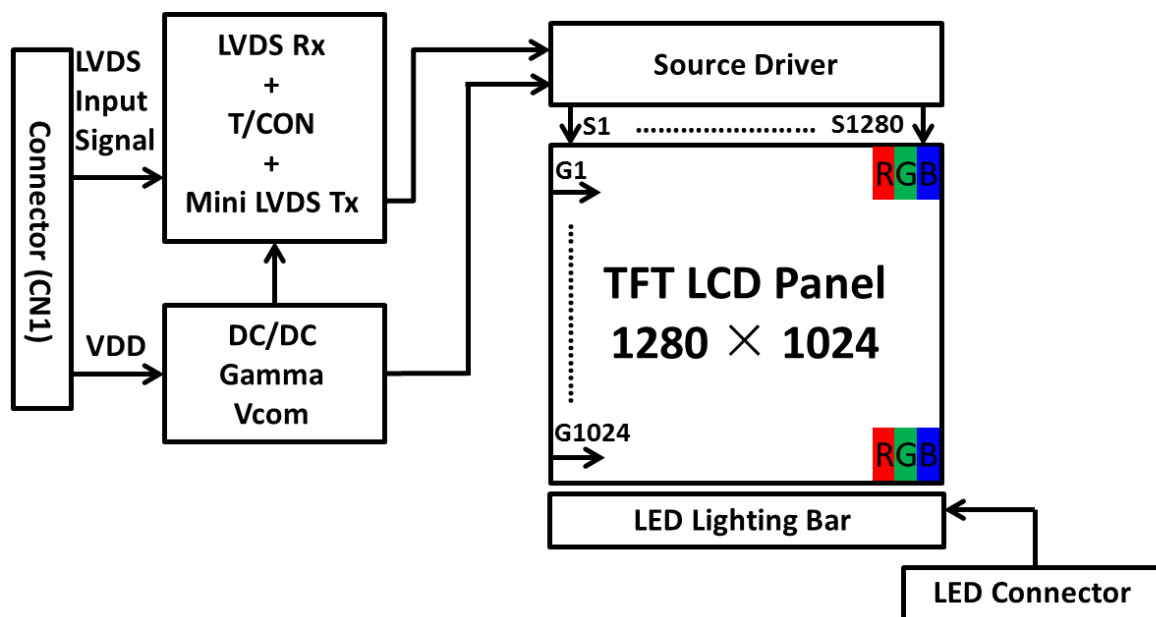 LVDS
Input
Signal
Connector (CN1)
VDD
LVDS Rx
+
T/CON
+
Mini LVDS Tx
DC/DC
Gamma
Vcom
Source Driver
S1 ........................ S1280
G1
RGB
TFT LCD Panel
1280 × 1024
G1024
RGB
LED Lighting Bar
LED Connector